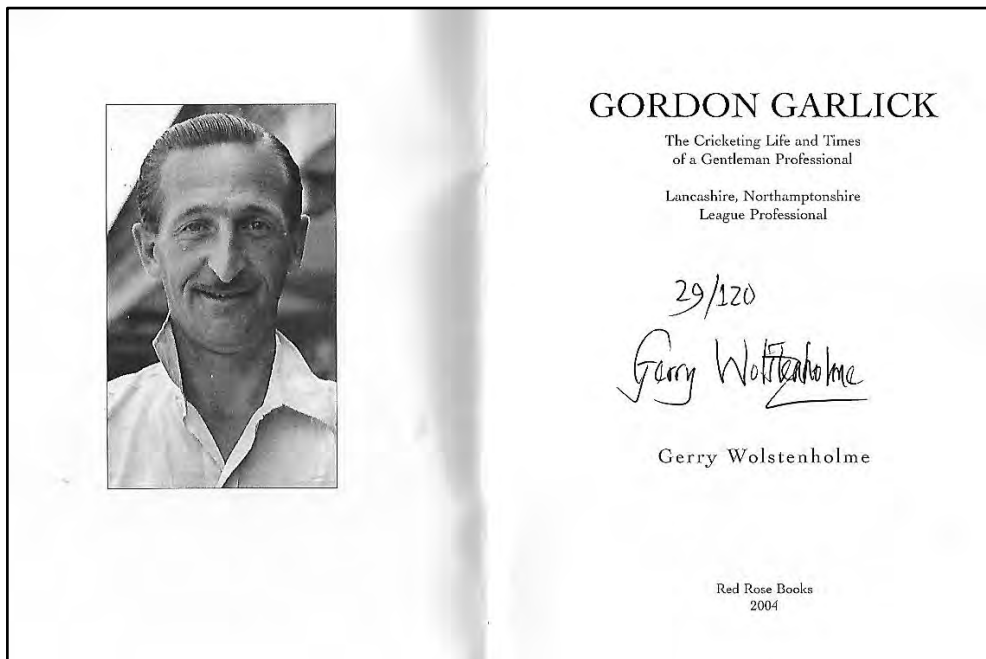 GORDON GARLICK
The Cricketing Life and Times
of a Gentleman Professional
Lancashire, Northamptonshire
League Professional
29/120
Gerry Wolstenholme
Gerry Wolstenholme
Red Rose Books
2004